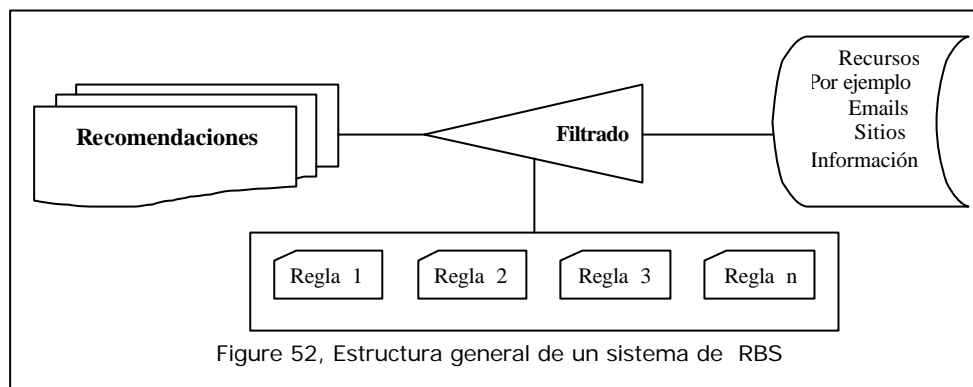 Recomendaciones
Filtrado
Recursos
Por ejemplo
Emails
Sitios
Información
Regla 1
Regla 2
Regla 3
Regla n
Figure 52, Estructura general de un sistema de RBS